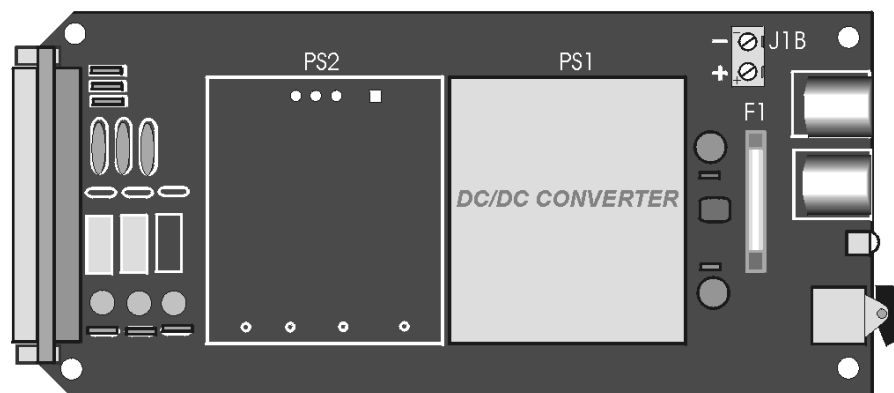 PS2
PS1
− J1B
+
F1
DC/DC CONVERTER